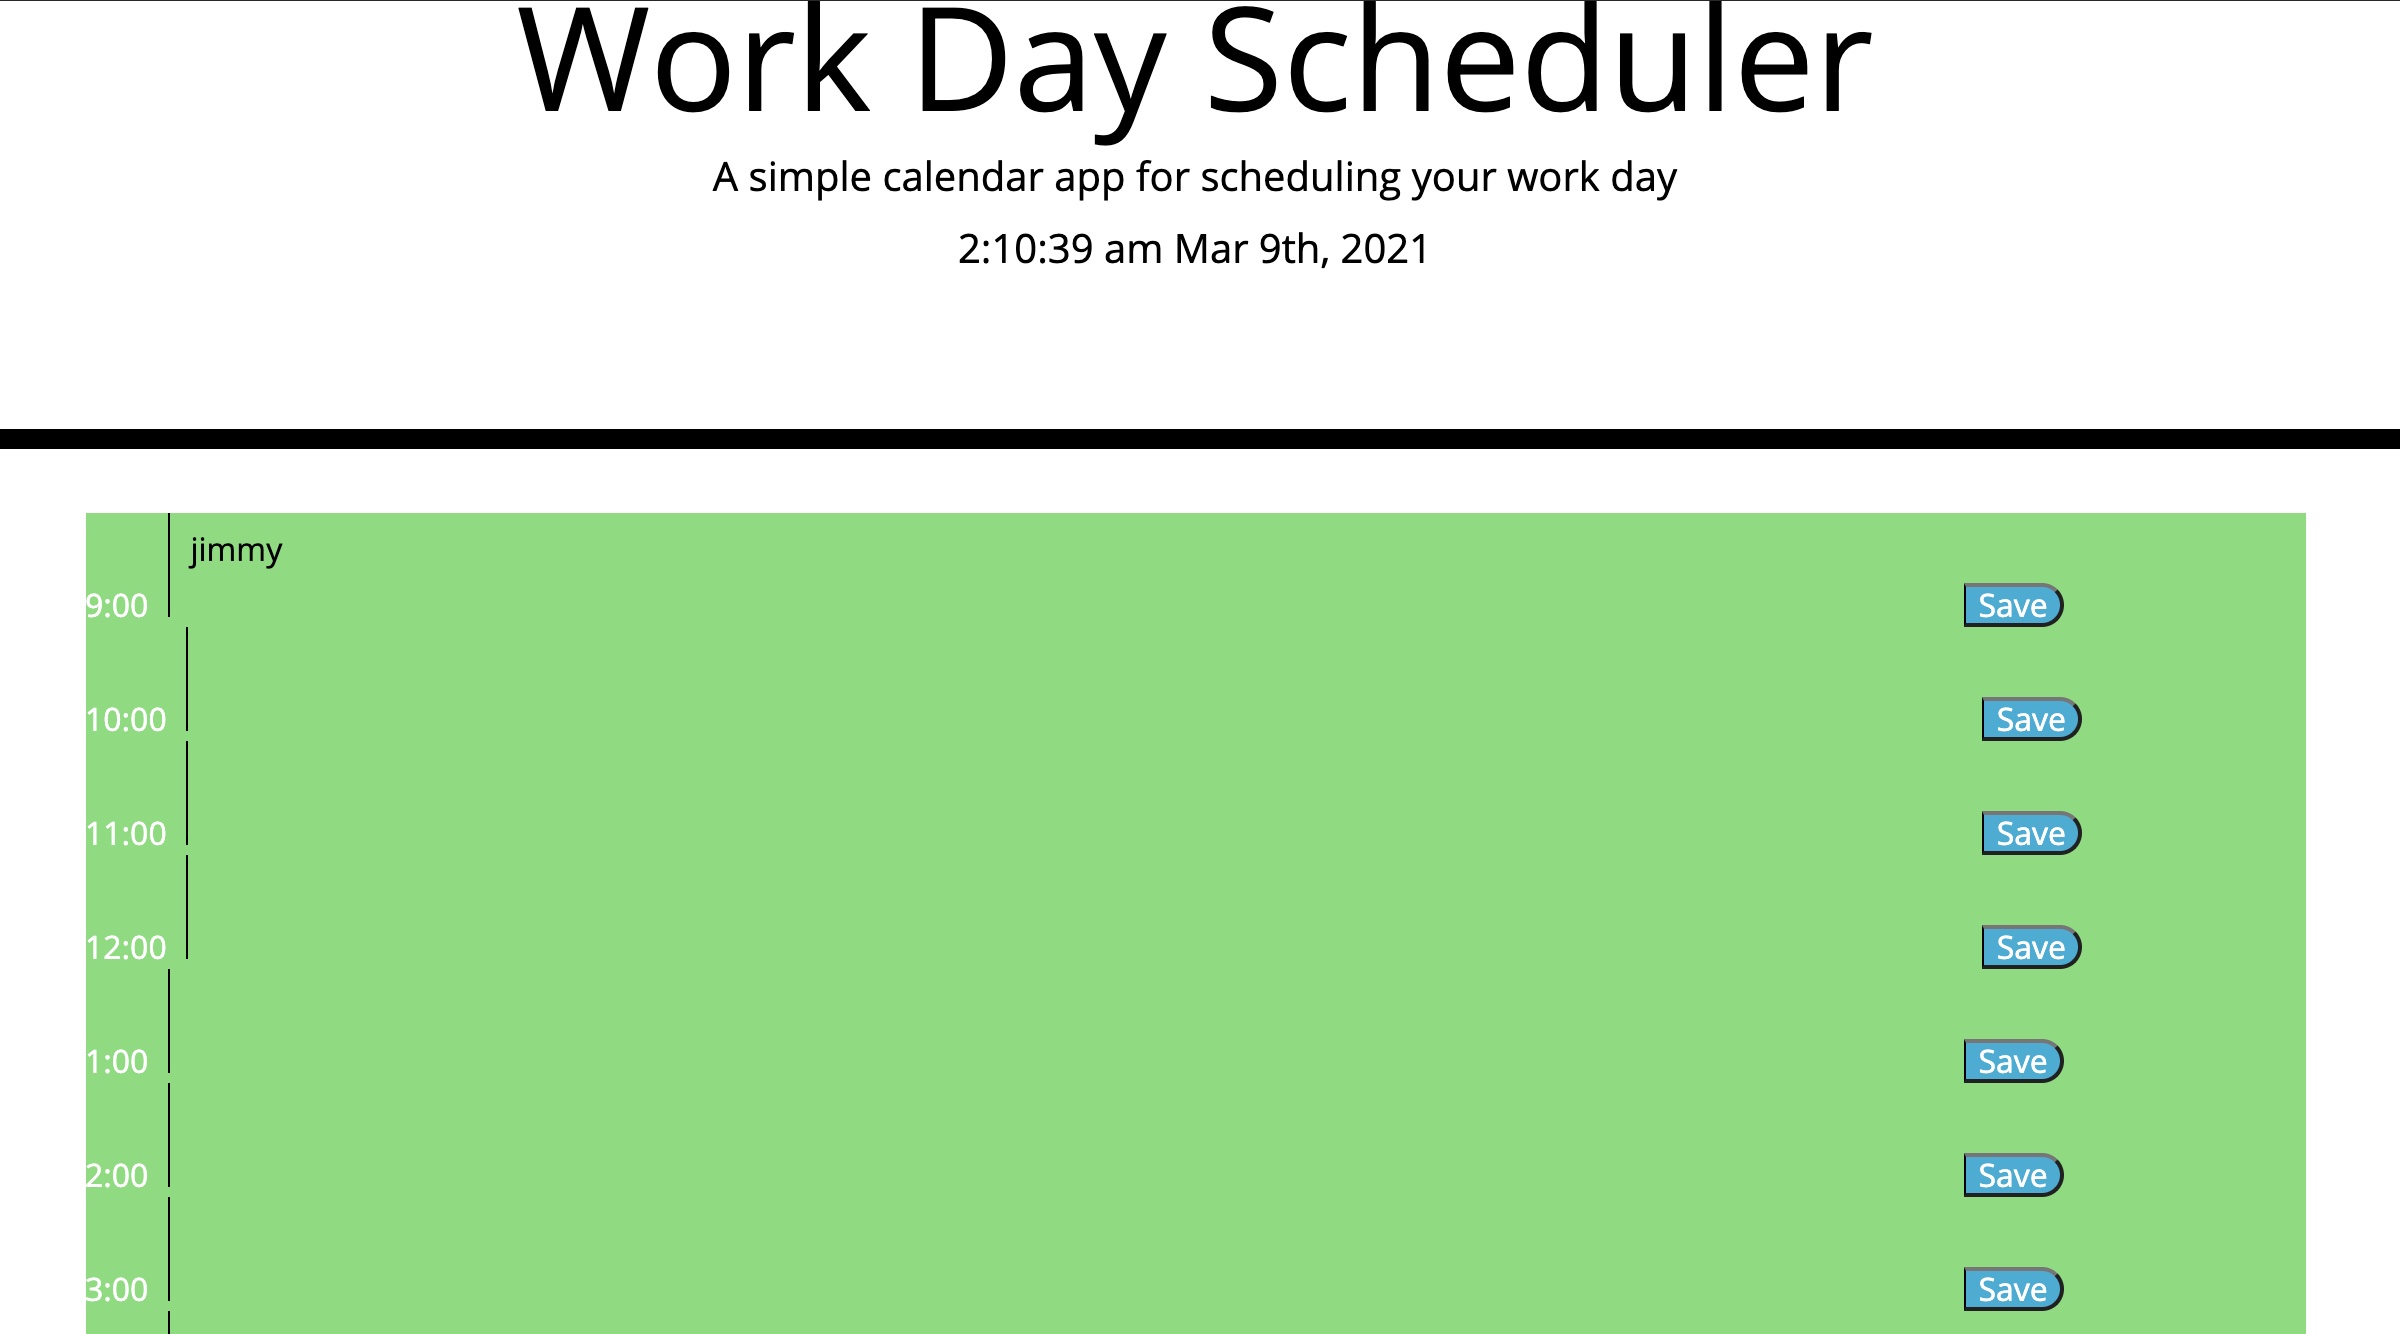 Work Day Scheduler
A simple calendar app for scheduling your work day
2:10:39 am Mar 9th, 2021
jimmy
9:00 Save
10:00 Save
11:00 Save
12:00 Save
1:00 Save
2:00 Save
3:00 Save